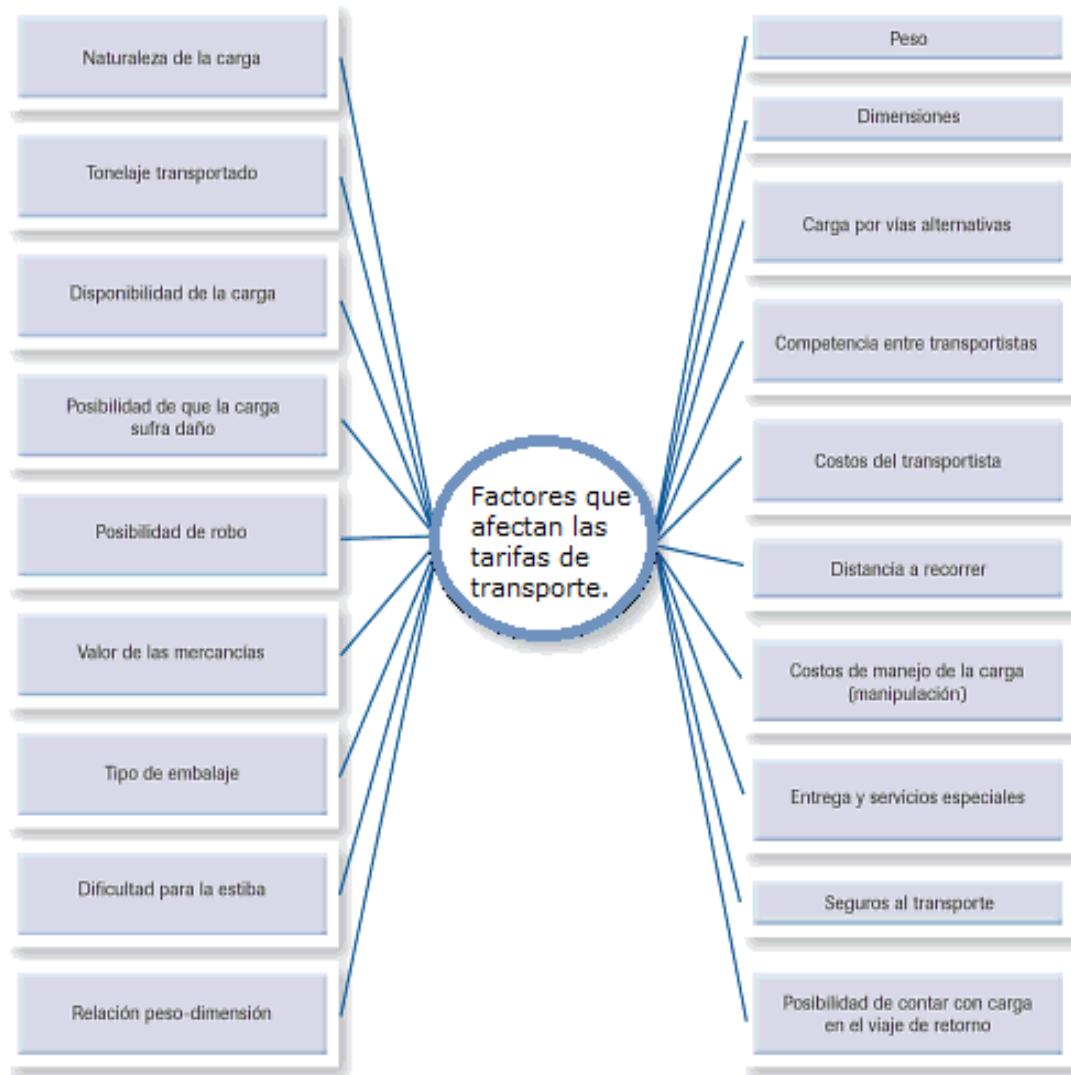 Naturaleza de la carga
Tonelaje transportado
Disponibilidad de la carga
Posibilidad de que la carga
sufra daño
Posibilidad de robo
Valor de las mercancías
Tipo de embalaje
Dificultad para la estiba
Relación peso-dimensión
Factores que
afectan las
tarifas de
transporte.
Peso
Dimensiones
Carga por vías alternativas
Competencia entre transportistas
Costos del transportista
Distancia a recorrer
Costos de manejo de la carga
(manipulación)
Entrega y servicios especiales
Seguros al transporte
Posibilidad de contar con carga
en el viaje de retorno